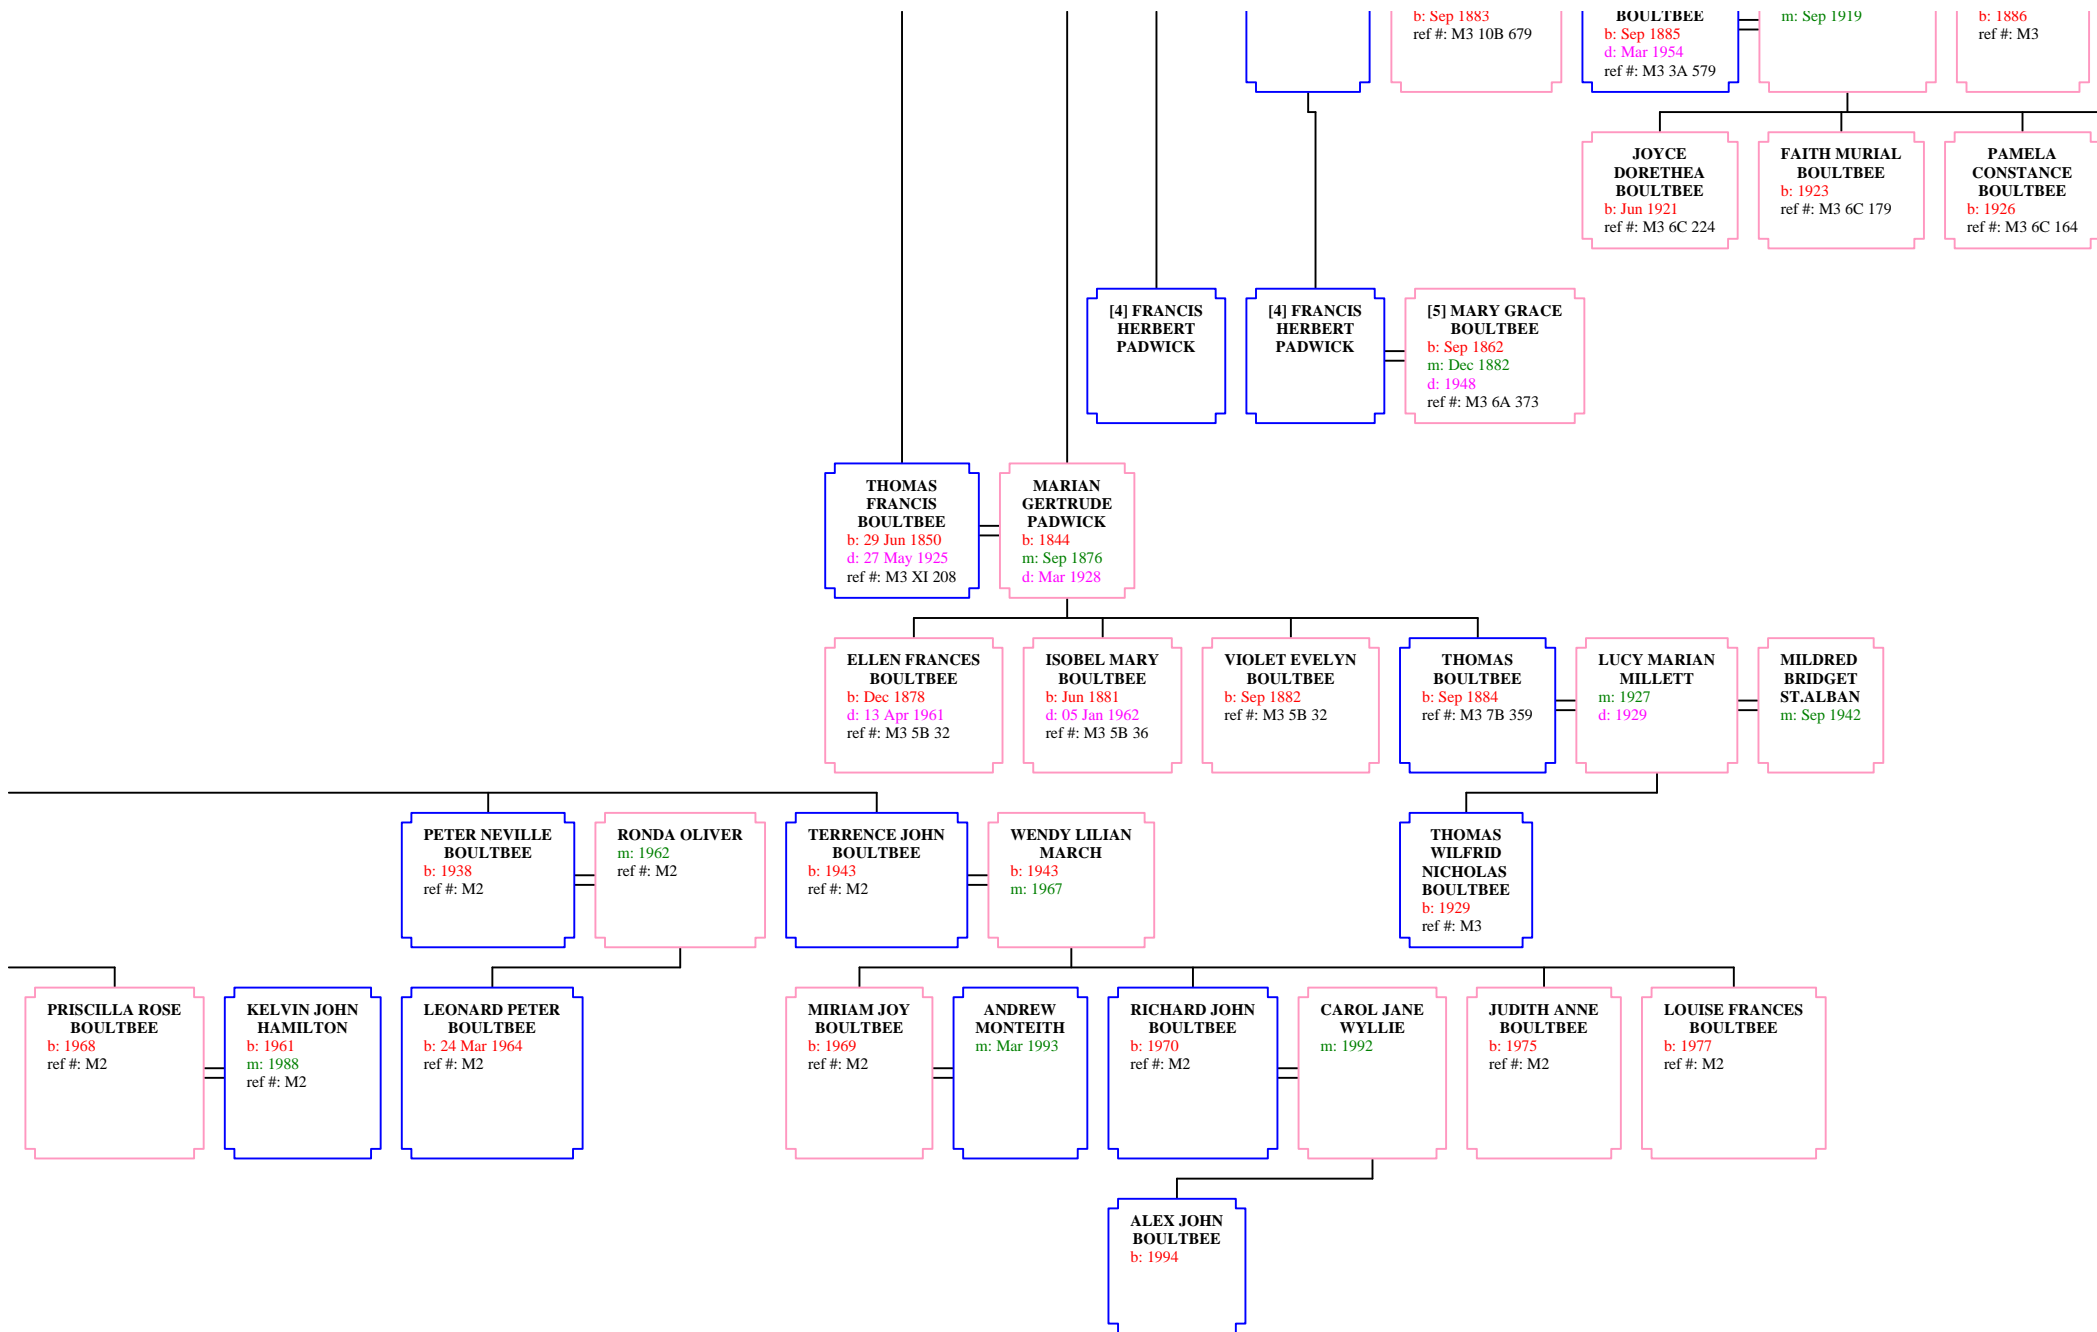 b: Sep 1883
ref #: M3 10B 679
BOULTBEE
b: Sep 1885
d: Mar 1954
ref #: M3 3A 579
m: Sep 1919
b: 1886
ref #: M3
JOYCE
DORETHEA
BOULTBEE
b: Jun 1921
ref #: M3 6C 224
FAITH MURIAL
BOULTBEE
b: 1923
ref #: M3 6C 179
PAMELA
CONSTANCE
BOULTBEE
b: 1926
ref #: M3 6C 164
[4] FRANCIS
HERBERT
PADWICK
[4] FRANCIS
HERBERT
PADWICK
[5] MARY GRACE
BOULTBEE
b: Sep 1862
m: Dec 1882
d: 1948
ref #: M3 6A 373
THOMAS
FRANCIS
BOULTBEE
b: 29 Jun 1850
d: 27 May 1925
ref #: M3 XI 208
MARIAN
GERTRUDE
PADWICK
b: 1844
m: Sep 1876
d: Mar 1928
ELLEN FRANCES
BOULTBEE
b: Dec 1878
d: 13 Apr 1961
ref #: M3 5B 32
ISOBEL MARY
BOULTBEE
b: Jun 1881
d: 05 Jan 1962
ref #: M3 5B 36
VIOLET EVELYN
BOULTBEE
b: Sep 1882
ref #: M3 5B 32
THOMAS
BOULTBEE
b: Sep 1884
ref #: M3 7B 359
LUCY MARIAN
MILLETT
m: 1927
d: 1929
MILDRED
BRIDGET
ST.ALBAN
m: Sep 1942
PETER NEVILLE
BOULTBEE
b: 1938
ref #: M2
RONDA OLIVER
m: 1962
ref #: M2
TERRENCE JOHN
BOULTBEE
b: 1943
ref #: M2
WENDY LILIAN
MARCH
b: 1943
m: 1967
THOMAS
WILFRID
NICHOLAS
BOULTBEE
b: 1929
ref #: M3
PRISCILLA ROSE
BOULTBEE
b: 1968
ref #: M2
KELVIN JOHN
HAMILTON
b: 1961
m: 1988
ref #: M2
LEONARD PETER
BOULTBEE
b: 24 Mar 1964
ref #: M2
MIRIAM JOY
BOULTBEE
b: 1969
ref #: M2
ANDREW
MONTEITH
m: Mar 1993
RICHARD JOHN
BOULTBEE
b: 1970
ref #: M2
CAROL JANE
WYLLIE
m: 1992
JUDITH ANNE
BOULTBEE
b: 1975
ref #: M2
LOUISE FRANCES
BOULTBEE
b: 1977
ref #: M2
ALEX JOHN
BOULTBEE
b: 1994